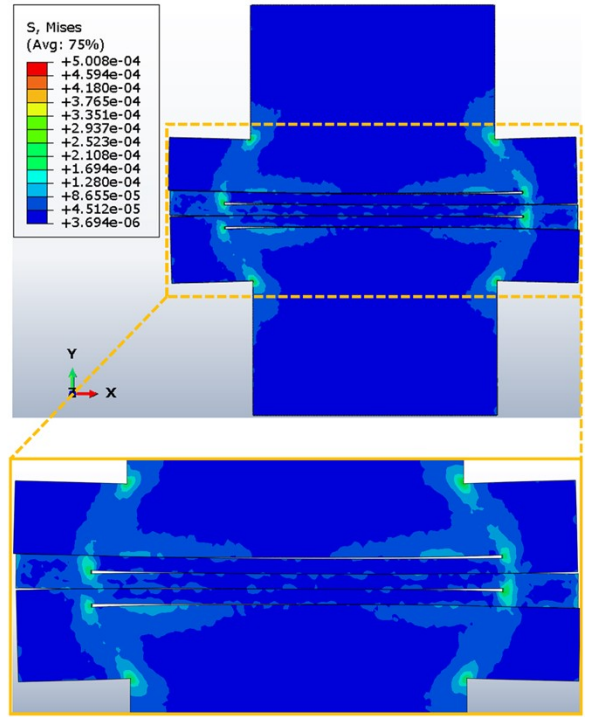 S, Mises
(Avg: 75%)
+5.008e-04
+4.594e-04
+4.180e-04
+3.765e-04
+3.351e-04
+2.937e-04
+2.523e-04
+2.108e-04
+1.694e-04
+1.280e-04
+8.655e-05
+4.512e-05
+3.694e-06
Y
X